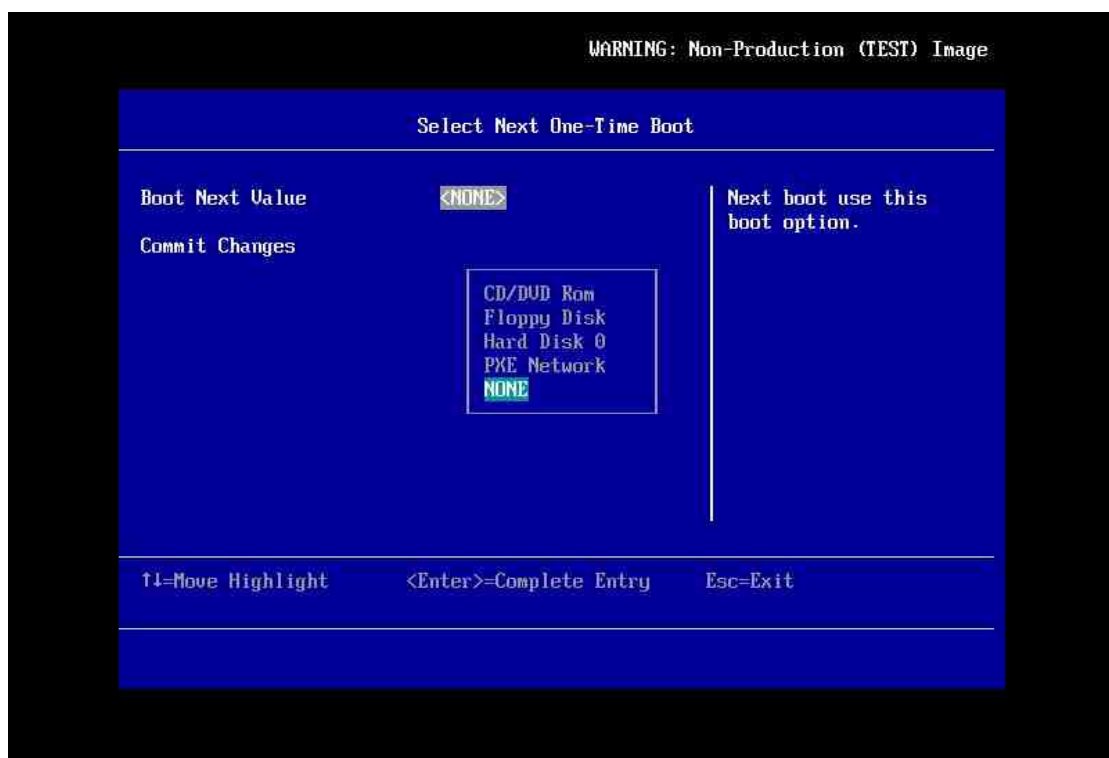 WARNING: Non-Production (TEST) Image
Select Next One-Time Boot
Boot Next Value <NONE>
Next boot use this
boot option.
Commit Changes
CD/DVD Rom
Floppy Disk
Hard Disk 0
PXE Network
NONE
↑↓=Move Highlight <Enter>=Complete Entry Esc=Exit